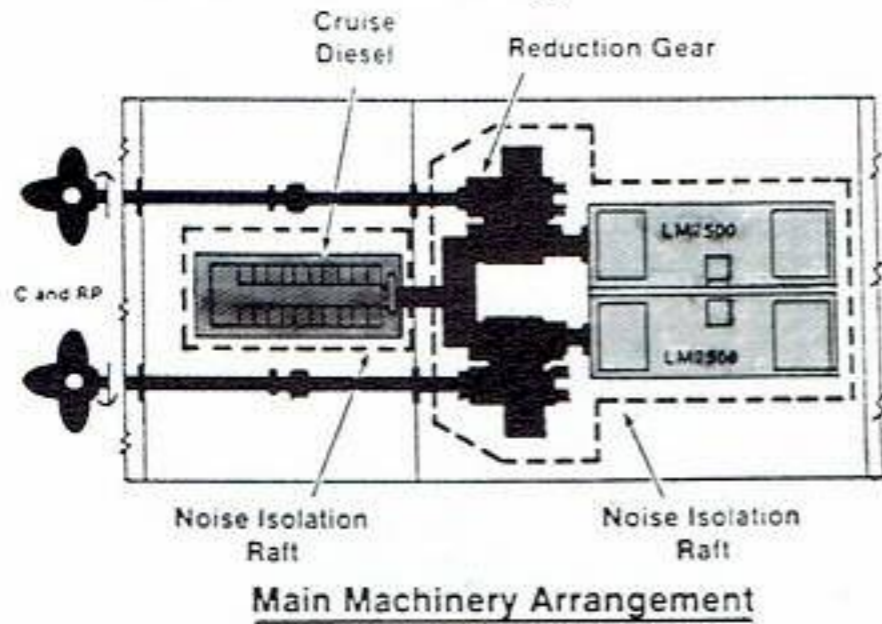 Cruise
Diesel
Reduction Gear
LM2500
C and RP
LM2500
Noise Isolation
Raft
Noise Isolation
Raft
Main Machinery Arrangement